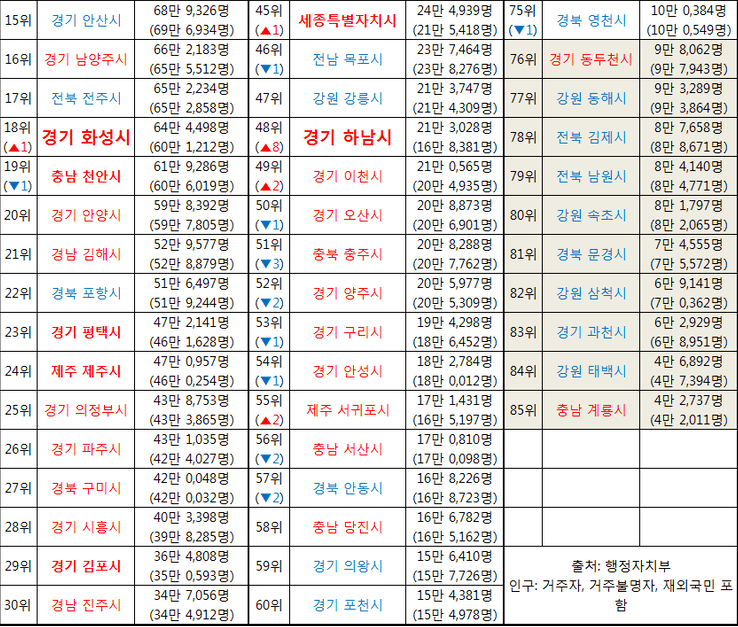 15위 경기 안산시 68만 9,326명
(69만 6,934명)
16위 경기 남양주시 66만 2,183명
(65만 5,512명)
17위 전북 전주시 65만 2,234명
(65만 2,858명)
18위
(▲1) 경기 화성시 64만 4,498명
(60만 1,212명)
19위
(▼1) 충남 천안시 61만 9,286명
(60만 6,019명)
20위 경기 안양시 59만 8,392명
(59만 7,805명)
21위 경남 김해시 52만 9,577명
(52만 8,879명)
22위 경북 포항시 51만 6,497명
(51만 9,244명)
23위 경기 평택시 47만 2,141명
(46만 1,628명)
24위 제주 제주시 47만 0,957명
(46만 0,254명)
25위 경기 의정부시 43만 8,753명
(43만 3,865명)
26위 경기 파주시 43만 1,035명
(42만 4,027명)
27위 경북 구미시 42만 0,048명
(42만 0,032명)
28위 경기 시흥시 40만 3,398명
(39만 8,285명)
29위 경기 김포시 36만 4,808명
(35만 0,593명)
30위 경남 진주시 34만 7,056명
(34만 4,912명)
45위
(▲1) 세종특별자치시 24만 4,939명
(21만 5,418명)
46위
(▼1) 전남 목포시 23만 7,464명
(23만 8,276명)
47위 강원 강릉시 21만 3,747명
(21만 4,309명)
48위
(▲8) 경기 하남시 21만 3,028명
(16만 8,381명)
49위
(▲2) 경기 이천시 21만 0,565명
(20만 4,935명)
50위
(▼1) 경기 오산시 20만 8,873명
(20만 6,901명)
51위
(▼3) 충북 충주시 20만 8,288명
(20만 7,762명)
52위
(▼2) 경기 양주시 20만 5,977명
(20만 5,309명)
53위
(▼1) 경기 구리시 19만 4,298명
(18만 6,452명)
54위
(▼1) 경기 안성시 18만 2,784명
(18만 0,012명)
55위
(▲2) 제주 서귀포시 17만 1,431명
(16만 5,197명)
56위
(▼2) 충남 서산시 17만 0,810명
(17만 0,098명)
57위
(▼2) 경북 안동시 16만 8,226명
(16만 8,723명)
58위 충남 당진시 16만 6,782명
(16만 5,162명)
59위 경기 의왕시 15만 6,410명
(15만 7,726명)
60위 경기 포천시 15만 4,381명
(15만 4,978명)
75위
(▼1) 경북 영천시 10만 0,384명
(10만 0,549명)
76위 경기 동두천시 9만 8,062명
(9만 7,943명)
77위 강원 동해시 9만 3,289명
(9만 3,864명)
78위 전북 김제시 8만 7,658명
(8만 8,671명)
79위 전북 남원시 8만 4,140명
(8만 4,771명)
80위 강원 속초시 8만 1,797명
(8만 2,065명)
81위 경북 문경시 7만 4,555명
(7만 5,572명)
82위 강원 삼척시 6만 9,141명
(7만 0,362명)
83위 경기 과천시 6만 2,929명
(6만 8,951명)
84위 강원 태백시 4만 6,892명
(4만 7,394명)
85위 충남 계룡시 4만 2,737명
(4만 2,011명)
출처: 행정자치부
인구: 거주자, 거주불명자, 재외국민 포
함